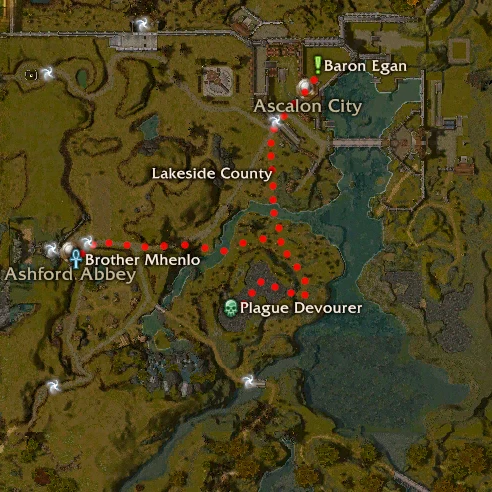 Baron Egan
Ascalon City
Lakeside County
Brother Mhenlo
Ashford Abbey
Plague Devourer